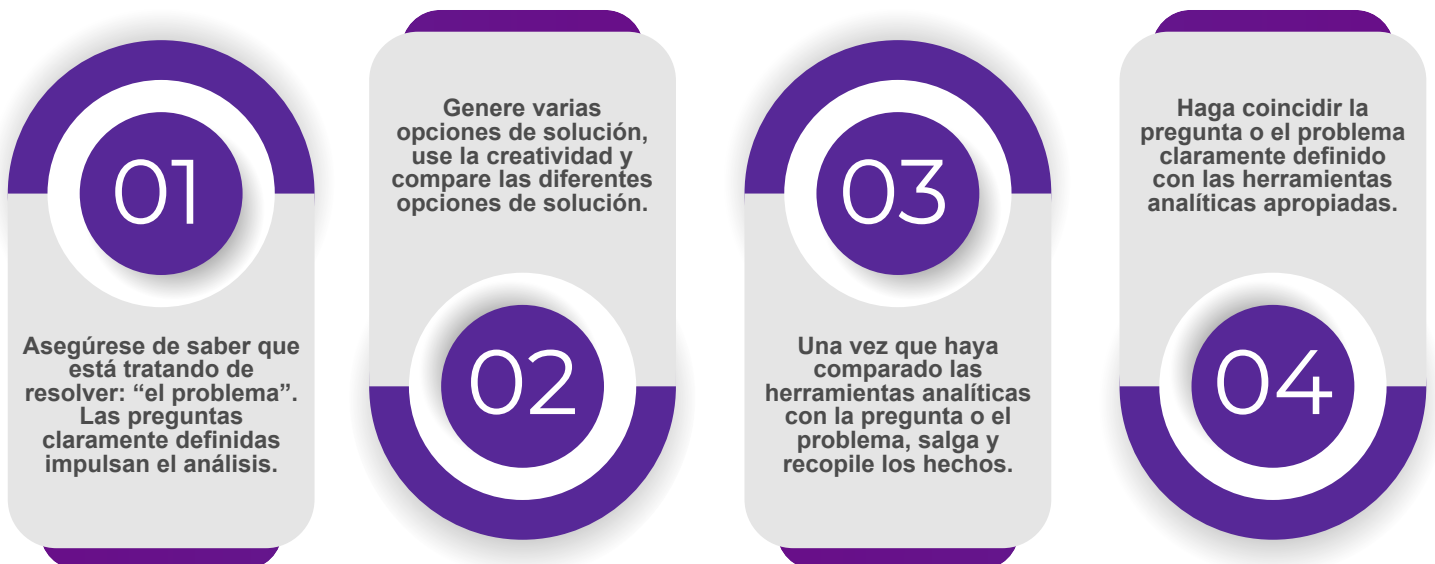 01
Asegúrese de saber que
está tratando de
resolver: “el problema”.
Las preguntas
claramente definidas
impulsan el análisis.
Genere varias
opciones de solución,
use la creatividad y
compare las diferentes
opciones de solución.
02
03
Una vez que haya
comparado las
herramientas analíticas
con la pregunta o el
problema, salga y
recopile los hechos.
Haga coincidir la
pregunta o el problema
claramente definido
con las herramientas
analíticas apropiadas.
04